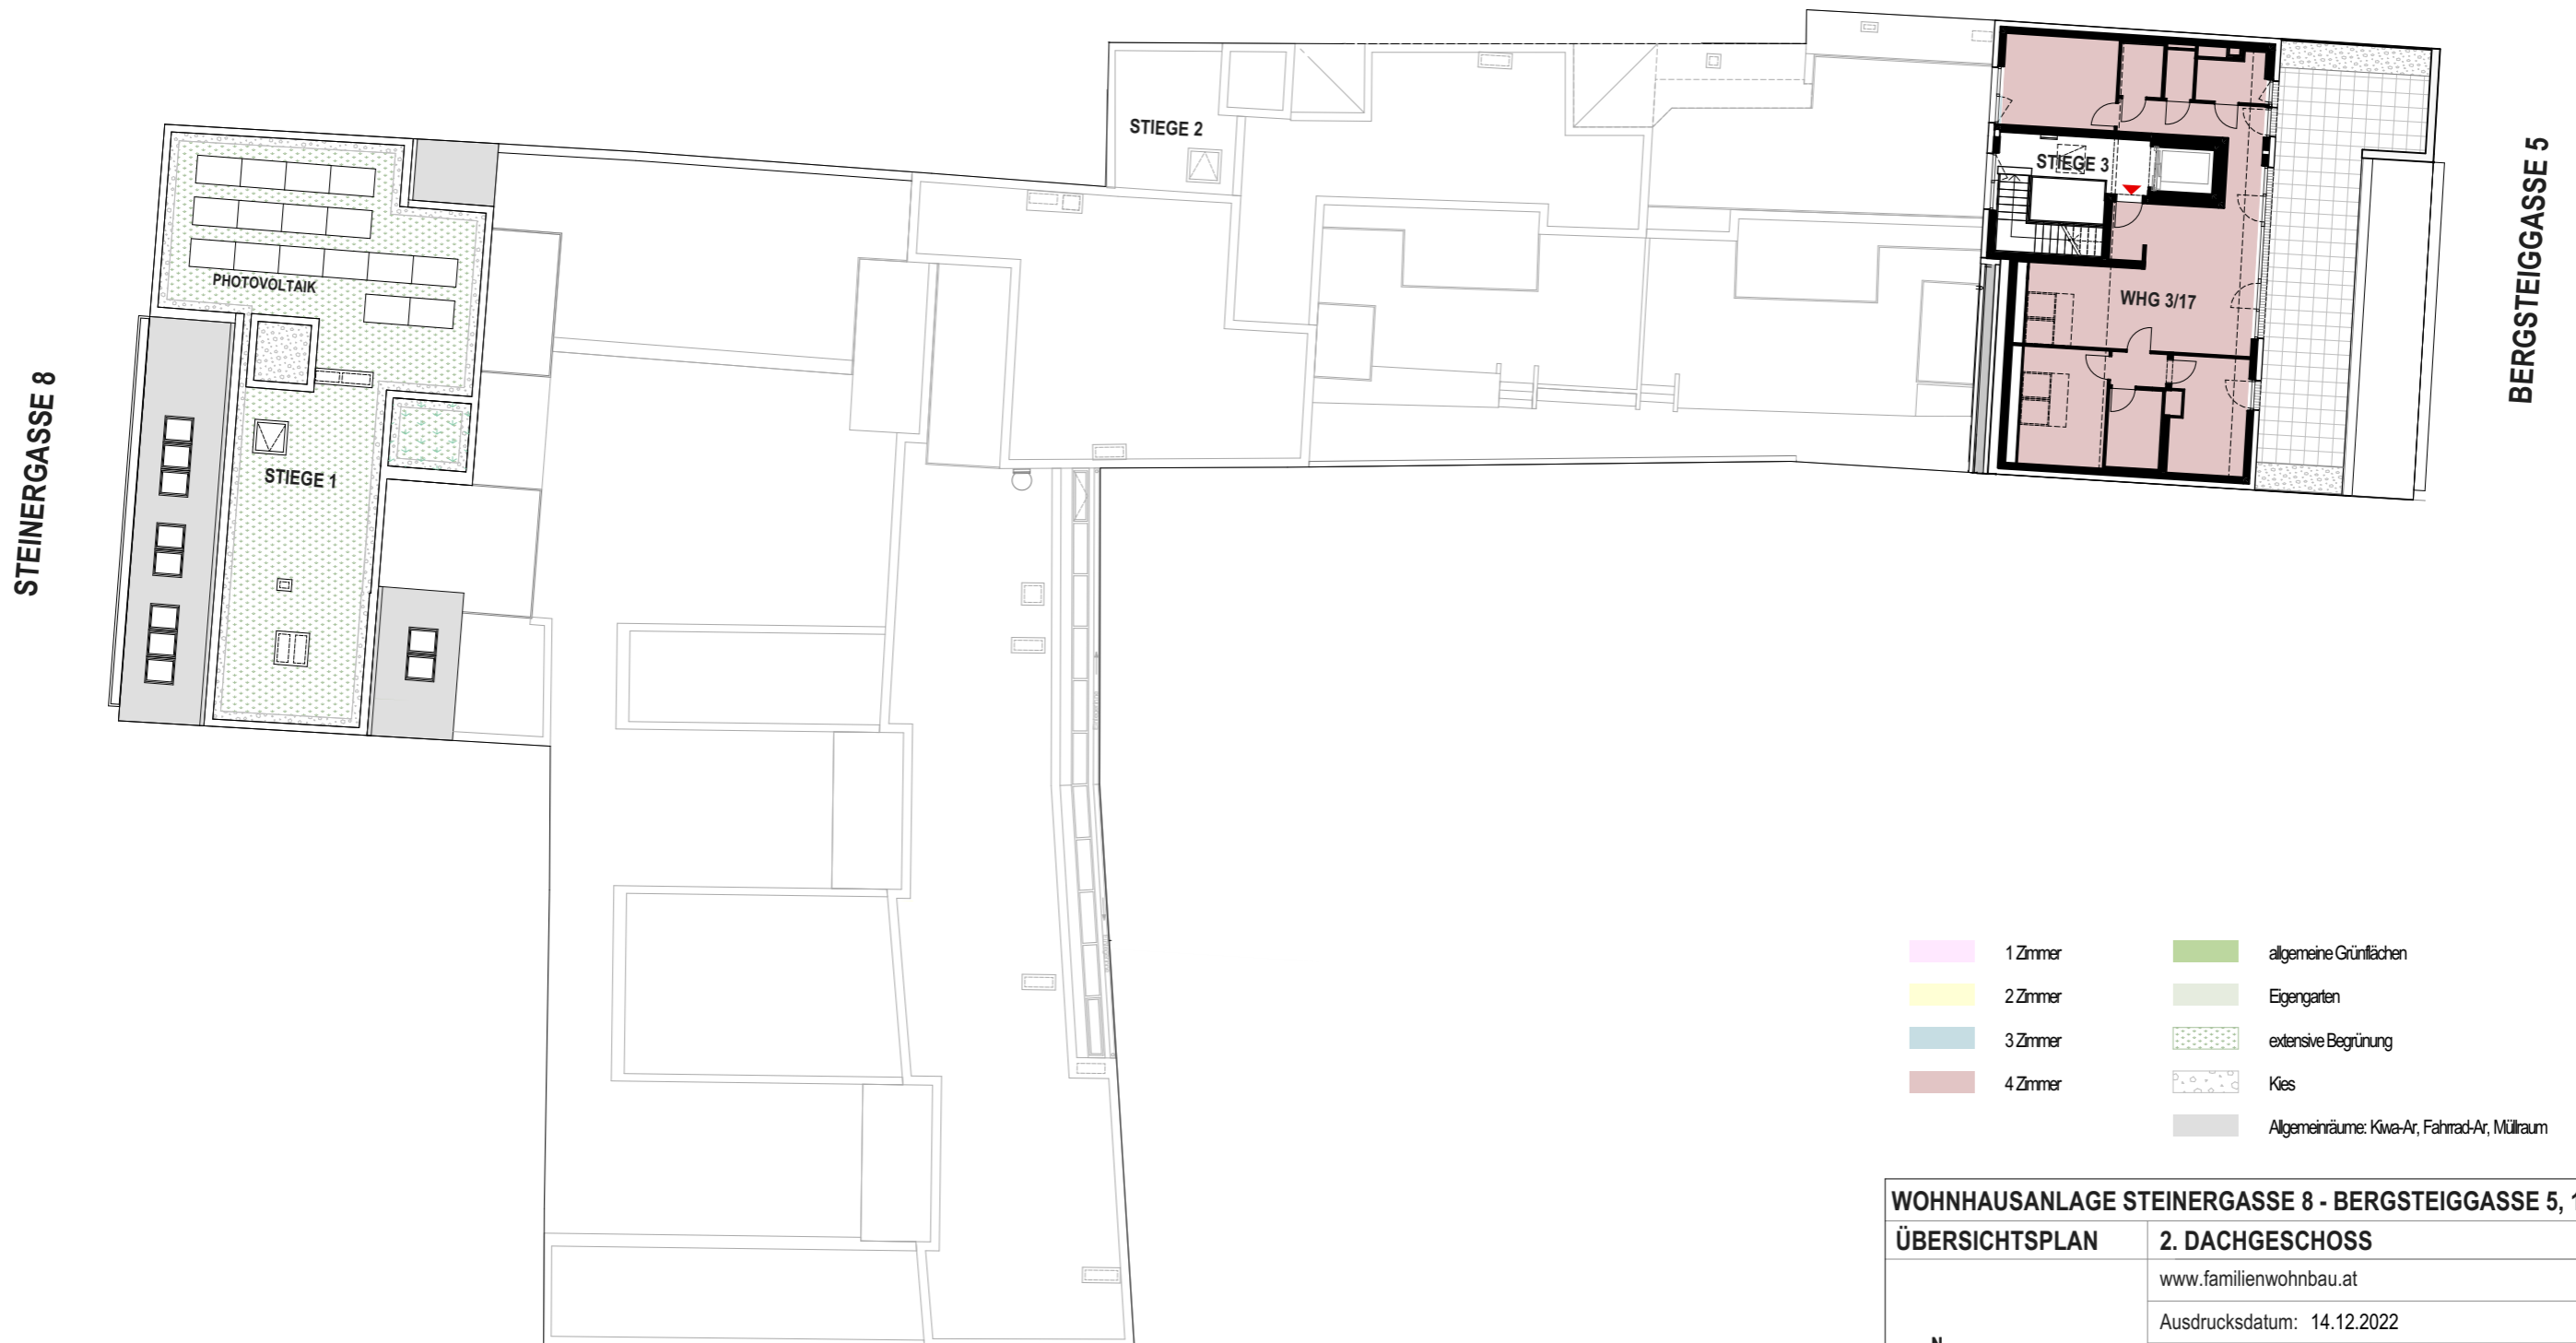 STIEGE 2
STIEGE 3
BERGSTEIGGASSE 5
PHOTOVOLTAIK
WHG 3/17
STEINERGASSE 8
STIEGE 1
1 Zimmer
allgemeine Grünflächen
2 Zimmer
Eigengarten
3 Zimmer
extensive Begrünung
4 Zimmer
Kies
Allgemeinräume: Kiwa-Ar, Fahrrad-Ar, Müllraum
WOHNHAUSANLAGE STEINERGASSE 8 - BERGSTEIGGASSE 5, 1
ÜBERSICHTSPLAN
2. DACHGESCHOSS
www.familienwohnbau.at
Ausdrucksdatum: 14.12.2022
N